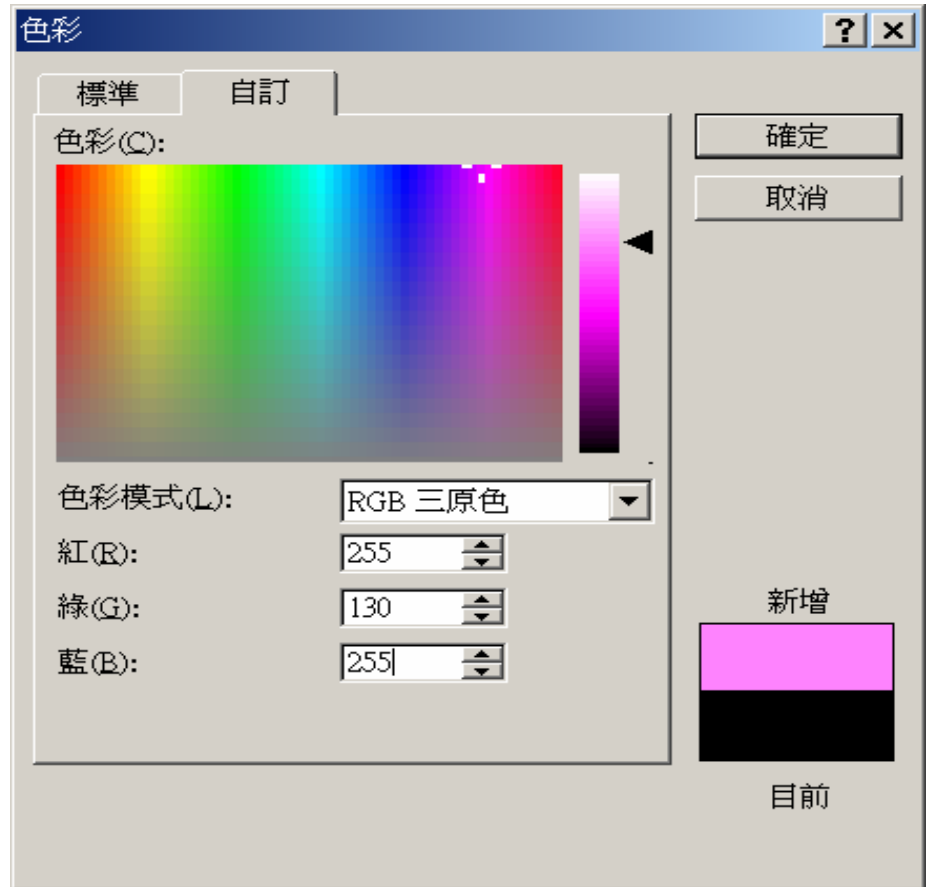 色彩
標準 自訂
確定
取消
色彩(C):
色彩模式(L): RGB 三原色
紅(R): 255
綠(G): 130
藍(B): 255
新增
目前